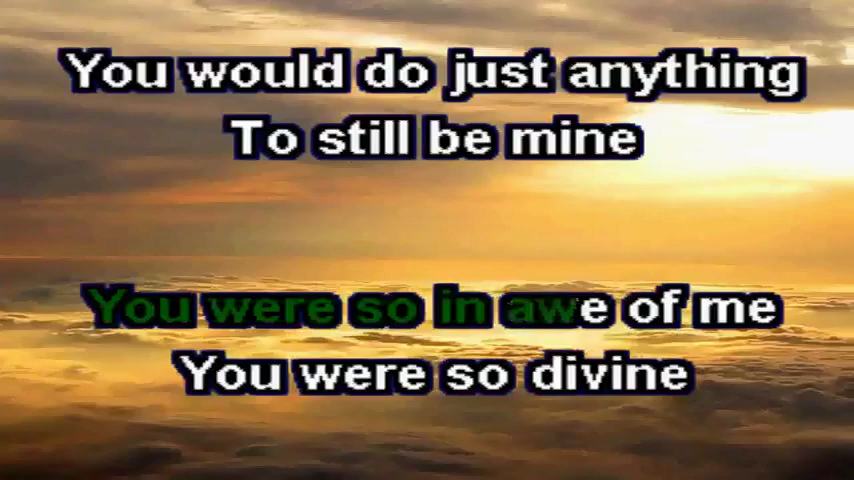 You would do just anything
To still be mine
You were so in awe of me
You were so divine